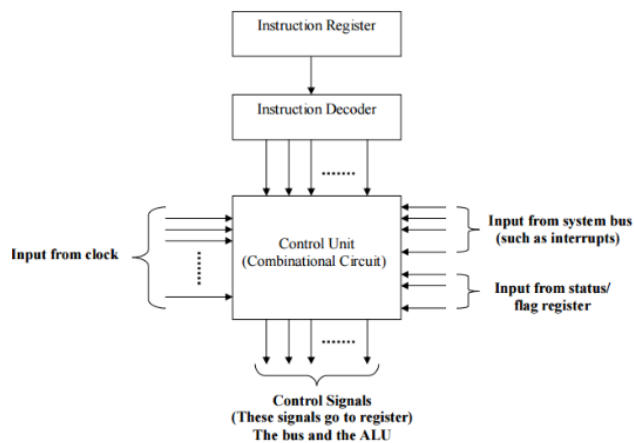 Instruction Register
Instruction Decoder
........
Input from clock
Control Unit
(Combinational Circuit)
Input from system bus
(such as interrupts)
Input from status/
flag register
........
Control Signals
(These signals go to register)
The bus and the ALU